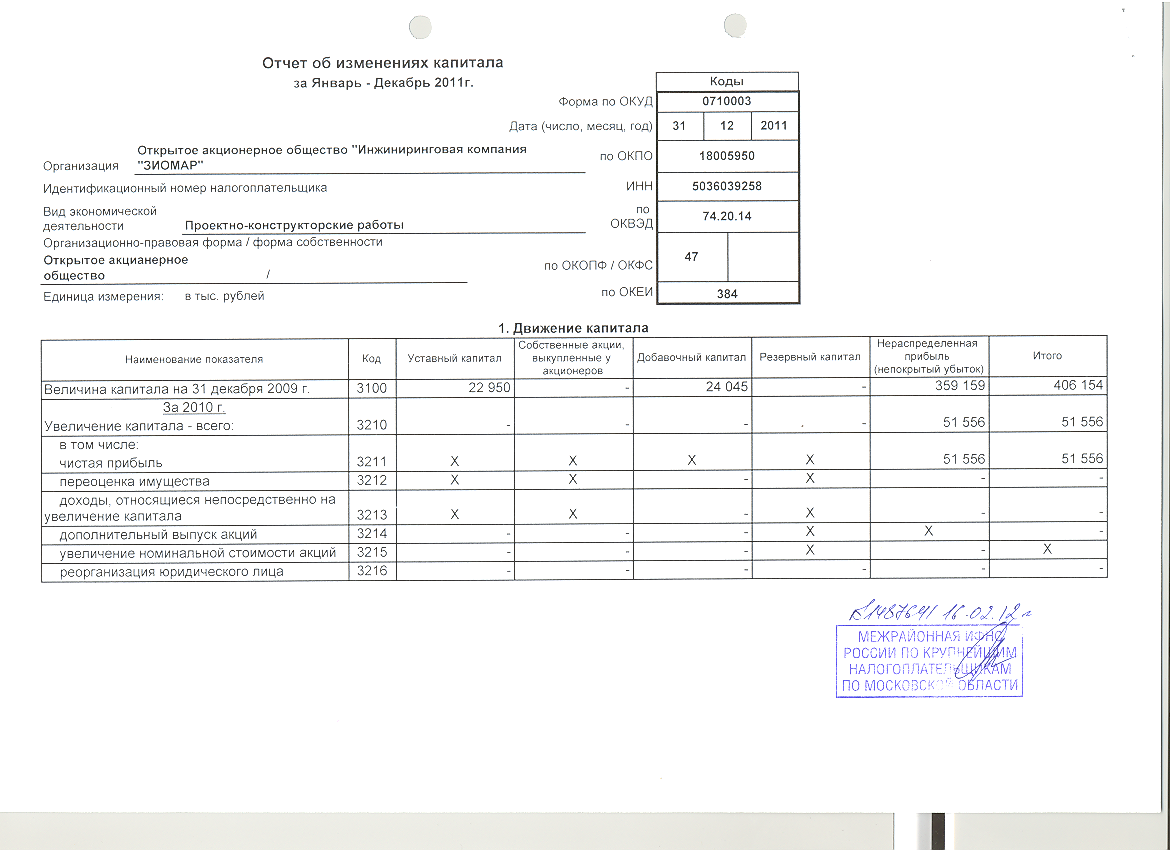 Отчет об изменениях капитала
за Январь - Декабрь 2011г.
Коды
Форма по ОКУД 0710003
Дата (число, месяц, год) 31 12 2011
Открытое акционерное общество "Инжиниринговая компания
Организация "ЗИОМАР" по ОКПО 18005950
Идентификационный номер налогоплательщика ИНН 5036039258
Вид экономической
деятельности Проектно-конструкторские работы по ОКВЭД 74.20.14
Организационно-правовая форма / форма собственности
Открытое акцианерное
общество / по ОКОПФ / ОКФС 47
Единица измерения: в тыс. рублей по ОКЕИ 384
1. Движение капитала
Наименование показателя Код Уставный капитал Собственные акции, выкупленные у акционеров Добавочный капитал Резервный капитал Нераспределенная прибыль (непокрытый убыток) Итого
Величина капитала на 31 декабря 2009 г. 3100 22 950 - 24 045 - 359 159 406 154
За 2010 г.
Увеличение капитала - всего: 3210 - - - - 51 556 51 556
в том числе:
чистая прибыль 3211 X X X X 51 556 51 556
переоценка имущества 3212 X X - X - -
доходы, относящиеся непосредственно на
увеличение капитала 3213 X X - X - -
дополнительный выпуск акций 3214 - - - X X -
увеличение номинальной стоимости акций 3215 - - - X - X
реорганизация юридического лица 3216 - - - - - -
16.02.12г
МЕЖРАЙОННАЯ ИФНС
РОССИИ ПО КРУПНЕЙШИМ
НАЛОГОПЛАТЕЛЬЩИКАМ
ПО МОСКОВСКОЙ ОБЛАСТИ